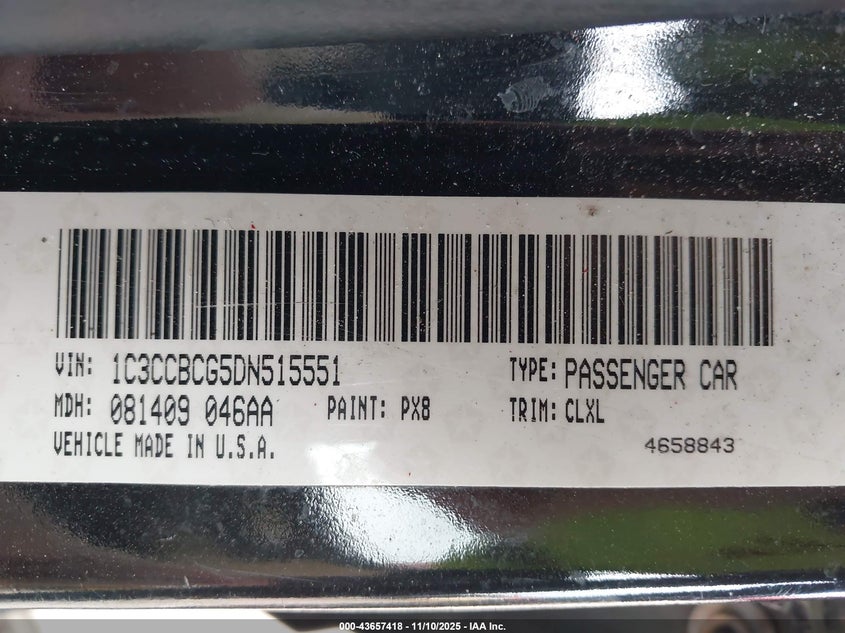 VIN: 1C3CCBCG5DN515551 TYPE: PASSENGER CAR
MDH: 081409 046AA PAINT: PX8 TRIM: CLXL
VEHICLE MADE IN U.S.A. 4658843
000-43657418 - 11/10/2025 - IAA Inc.